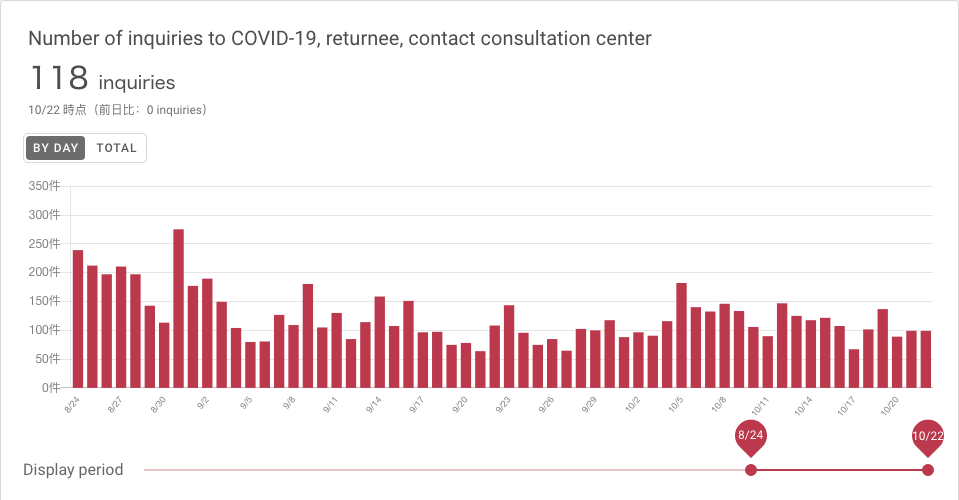 Number of inquiries to COVID-19, returnee, contact consultation center
118 inquiries
10/22 時点（前日比：0 inquiries）
BY DAY TOTAL
350件
300件
250件
200件
150件
100件
50件
0件
8/24 8/27 8/30 9/2 9/5 9/8 9/11 9/14 9/17 9/20 9/23 9/26 9/29 10/2 10/5 10/8 10/11 10/14 10/17 10/20
8/24 10/22
Display period